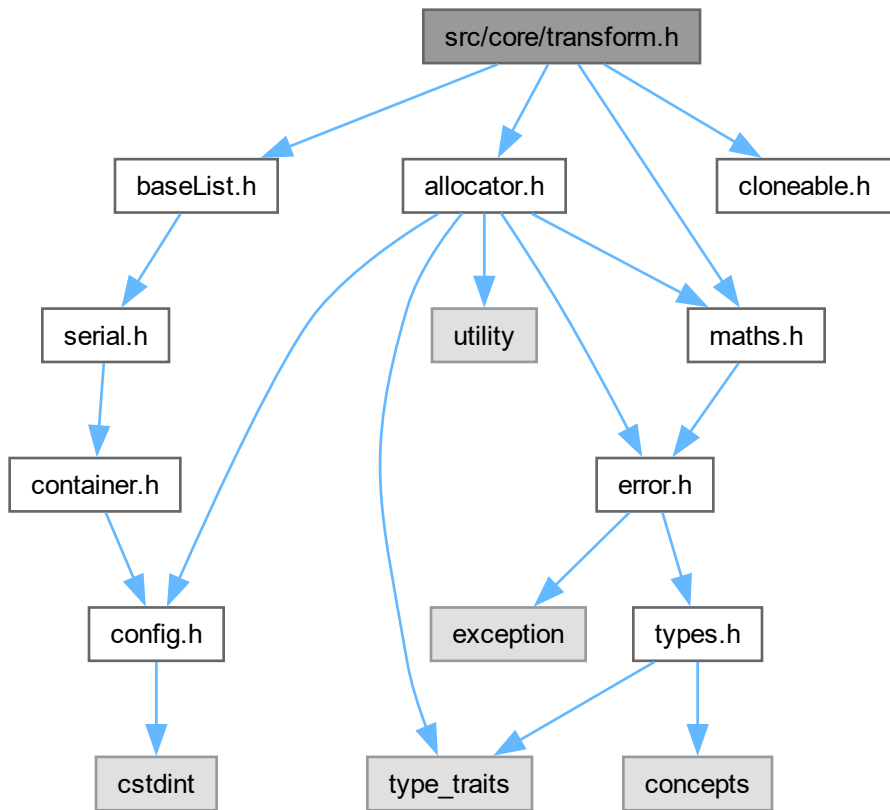 src/core/transform.h
baseList.h
allocator.h
cloneable.h
serial.h
utility
maths.h
container.h
error.h
config.h
exception
types.h
cstdint
type_traits
concepts